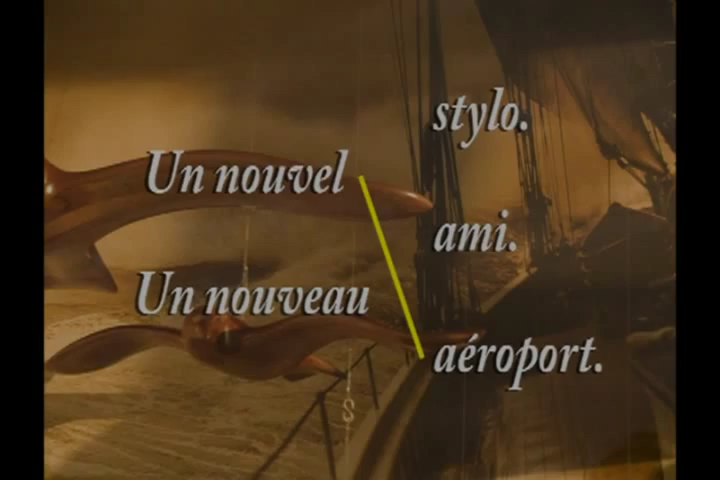 stylo.
Un nouvel
ami.
Un nouveau
aéroport.